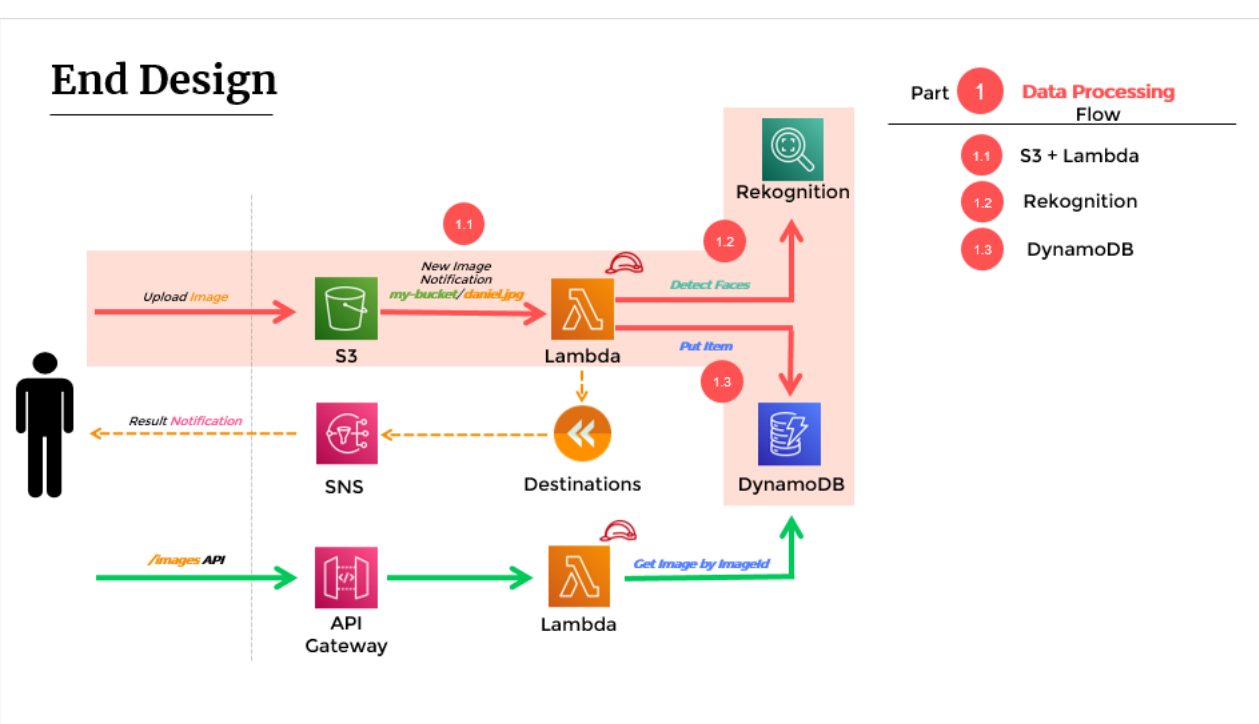 End Design
Part 1 Data Processing
Flow
1.1 S3 + Lambda
1.2 Rekognition
1.3 DynamoDB
Rekognition
1.1
1.2
New Image
Notification
my-bucket/daniel.jpg
Upload Image
Detect Faces
S3
Lambda
Put Item
1.3
Result Notification
SNS
Destinations
DynamoDB
/images API
Get Image by ImageId
API
Gateway
Lambda